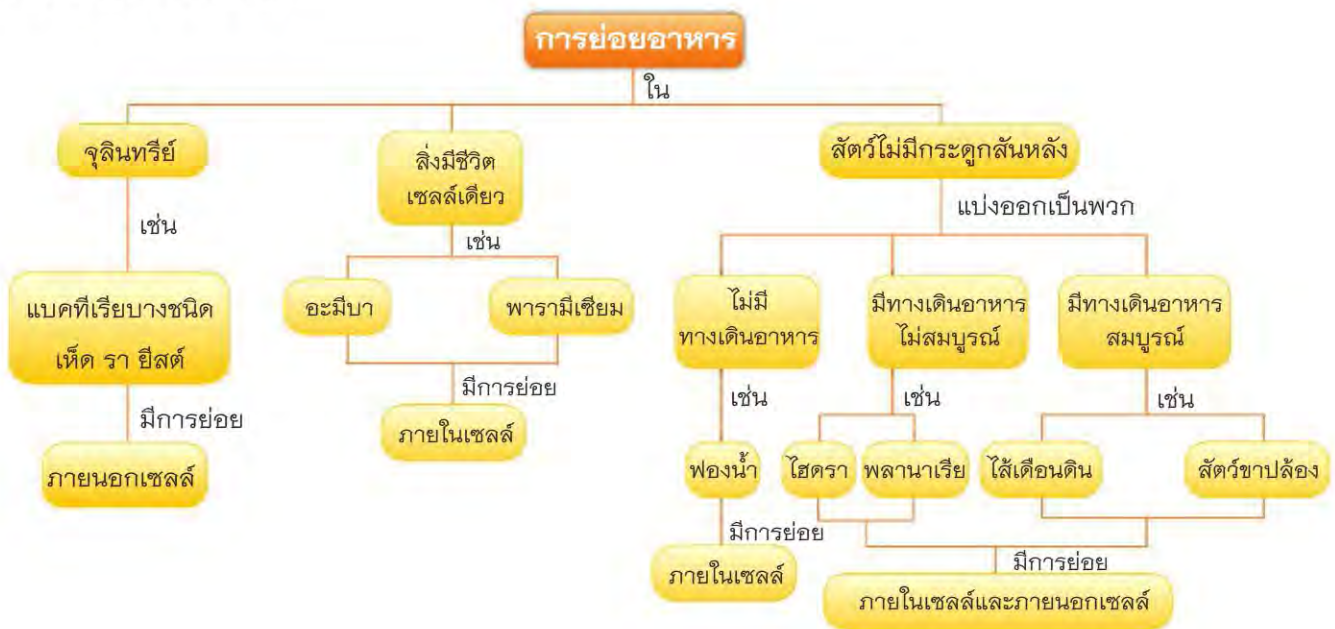 การย่อยอาหาร
ใน
จุลินทรีย์
สิ่งมีชีวิต
เซลล์เดียว
สัตว์ไม่มีกระดูกสันหลัง
เช่น
เช่น
แบ่งออกเป็นพวก
แบคทีเรียบางชนิด
เห็ด รา ยีสต์
อะมีบา
พารามีเซียม
ไม่มี
ทางเดินอาหาร
มีทางเดินอาหาร
ไม่สมบูรณ์
มีทางเดินอาหาร
สมบูรณ์
มีการย่อย
มีการย่อย
เช่น
เช่น
เช่น
ภายนอกเซลล์
ภายในเซลล์
ฟองน้ำ
ไฮดรา
พลานาเรีย
ไส้เดือนดิน
สัตว์ขาปล้อง
มีการย่อย
มีการย่อย
ภายในเซลล์
ภายในเซลล์และภายนอกเซลล์